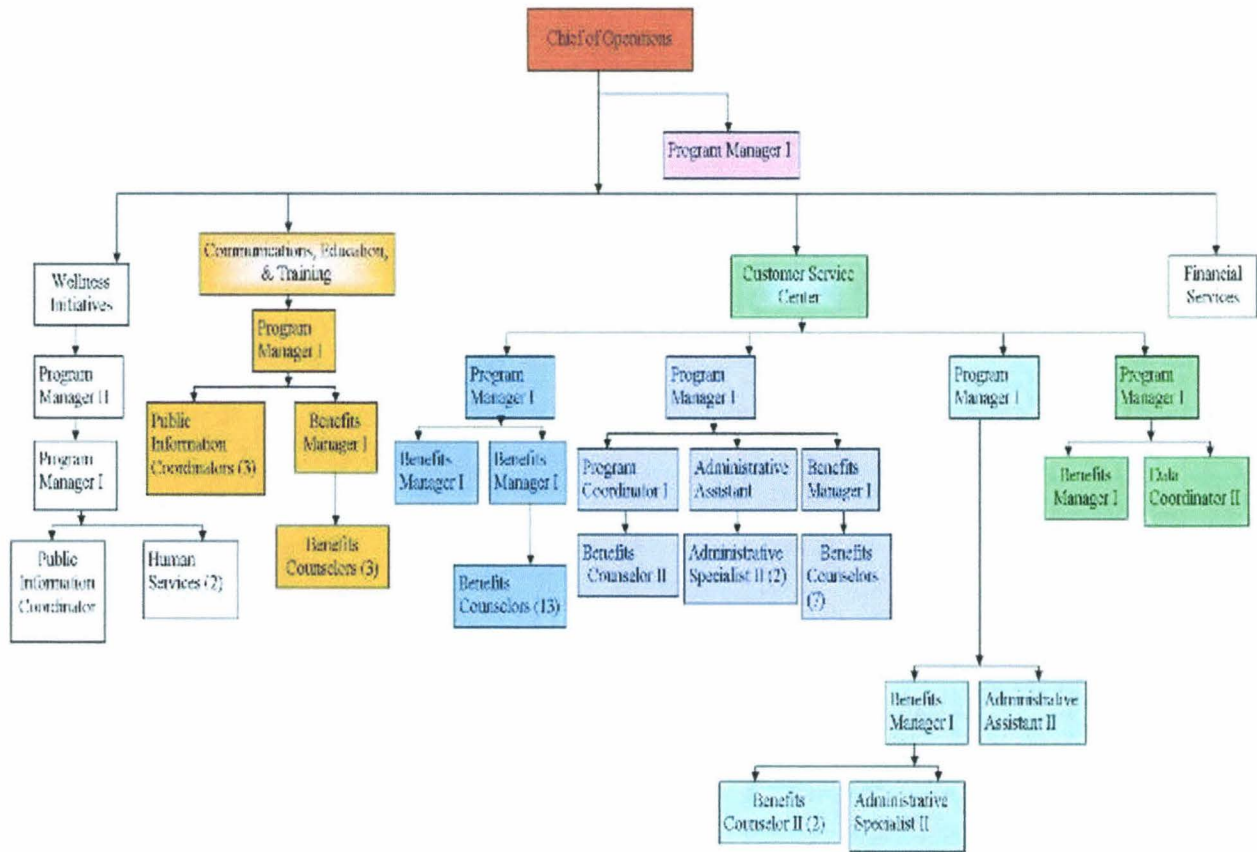 Chief of Operations
Program Manager I
Wellness
Initiatives
Communications, Education,
& Training
Customer Service
Center
Financial
Services
Program
Manager II
Program
Manager I
Program
Manager I
Program
Manager I
Program
Manager I
Program
Manager I
Program
Manager I
Public
Information
Coordinators (3)
Benefits
Manager I
Benefits
Manager I
Benefits
Manager I
Program
Coordinator I
Administrative
Assistant
Benefits
Manager I
Benefits
Manager I
Data
Coordinator II
Public
Information
Coordinator
Human
Services (2)
Benefits
Counselors (3)
Benefits
Counselors (13)
Benefits
Counselor II
Administrative
Specialist II (2)
Benefits
Counselors
(7)
Benefits
Manager I
Administrative
Assistant II
Benefits
Counselor II (2)
Administrative
Specialist II